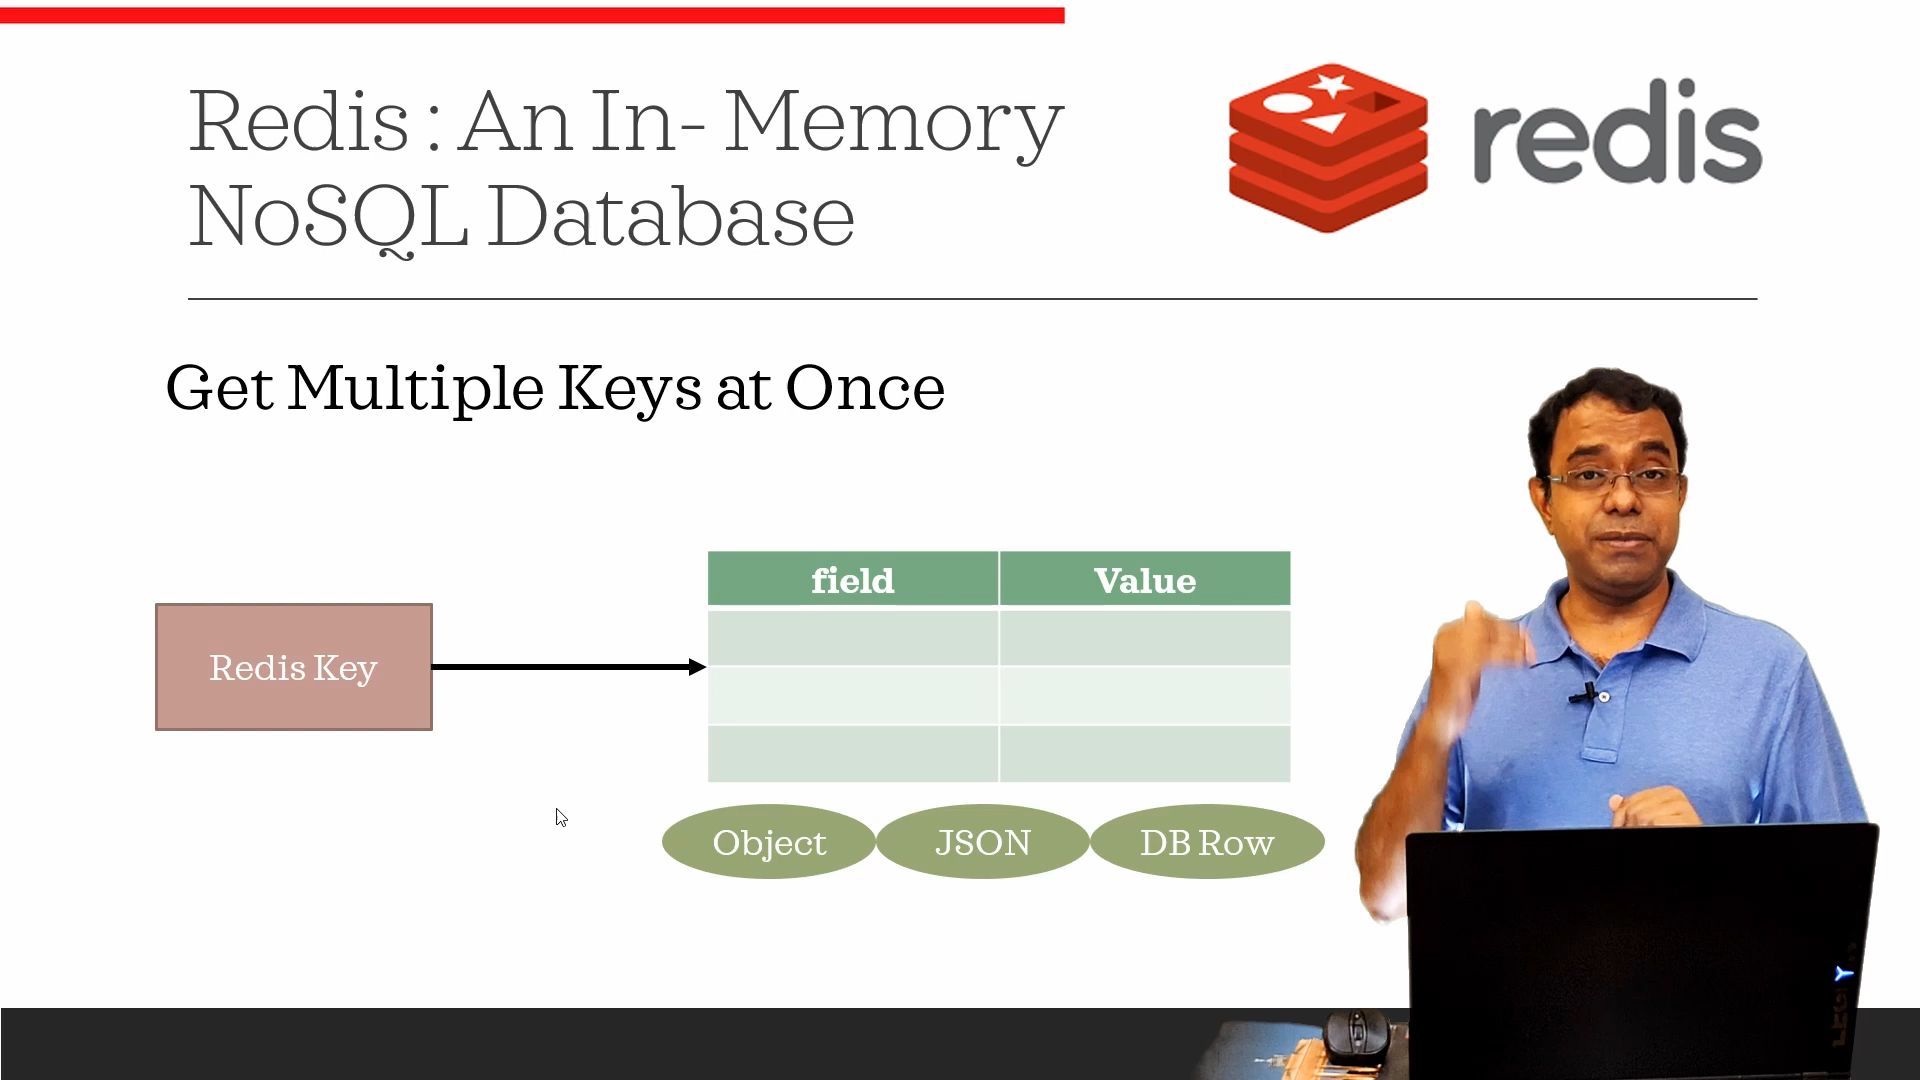 Redis : An In- Memory
NoSQL Database
redis
Get Multiple Keys at Once
field Value
Redis Key
Object JSON DB Row